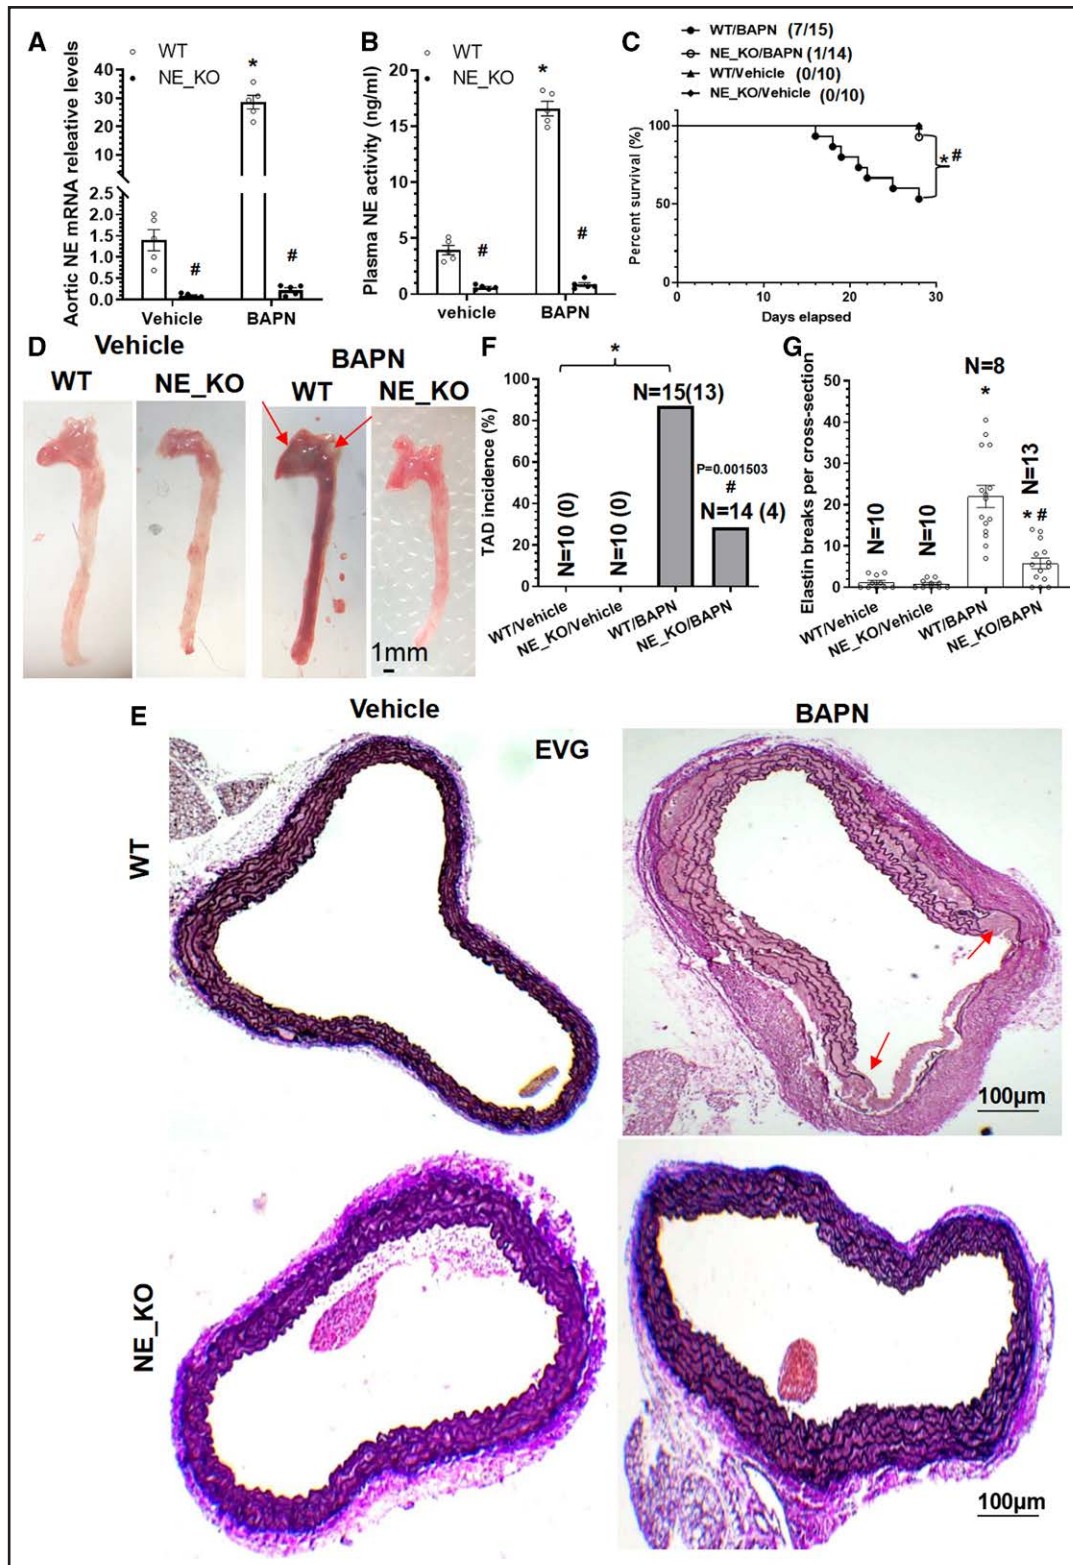 A
WT
NE_KO
Aortic NE mRNA releative levels
40
30
20
10
2.5
2.0
1.5
1.0
0.5
0.0
*
#
#
Vehicle
BAPN
B
WT
NE_KO
Plasma NE activity (ng/ml)
20
15
10
5
0
*
#
#
vehicle
BAPN
C
WT/BAPN (7/15)
NE_KO/BAPN (1/14)
WT/Vehicle (0/10)
NE_KO/Vehicle (0/10)
Percent survival (%)
100
50
0
*#
0
10
20
30
Days elapsed
D
Vehicle
WT
NE_KO
BAPN
WT
NE_KO
1mm
F
TAD incidence (%)
100
80
60
40
20
0
*
N=10 (0)
N=10 (0)
N=15(13)
P=0.001503
#
N=14 (4)
WT/Vehicle
NE_KO/Vehicle
WT/BAPN
NE_KO/BAPN
G
Elastin breaks per cross-section
50
40
30
20
10
0
N=10
N=10
N=8
*
N=13
* #
WT/Vehicle
NE_KO/Vehicle
WT/BAPN
NE_KO/BAPN
E
Vehicle
EVG
BAPN
WT
100µm
NE_KO
100µm